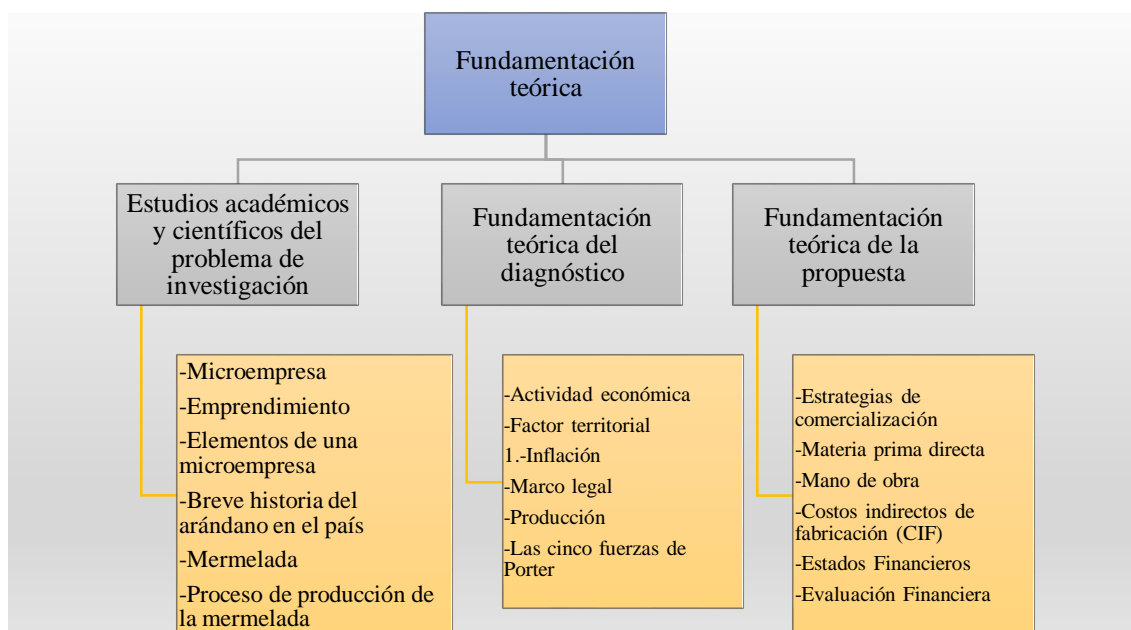 Fundamentación
teórica
Estudios académicos
y científicos del
problema de
investigación
Fundamentación
teórica del
diagnóstico
Fundamentación
teórica de la
propuesta
-Microempresa
-Emprendimiento
-Elementos de una
microempresa
-Breve historia del
arándano en el país
-Mermelada
-Proceso de producción de
la mermelada
-Actividad económica
-Factor territorial
1.-Inflación
-Marco legal
-Producción
-Las cinco fuerzas de
Porter
-Estrategias de
comercialización
-Materia prima directa
-Mano de obra
-Costos indirectos de
fabricación (CIF)
-Estados Financieros
-Evaluación Financiera